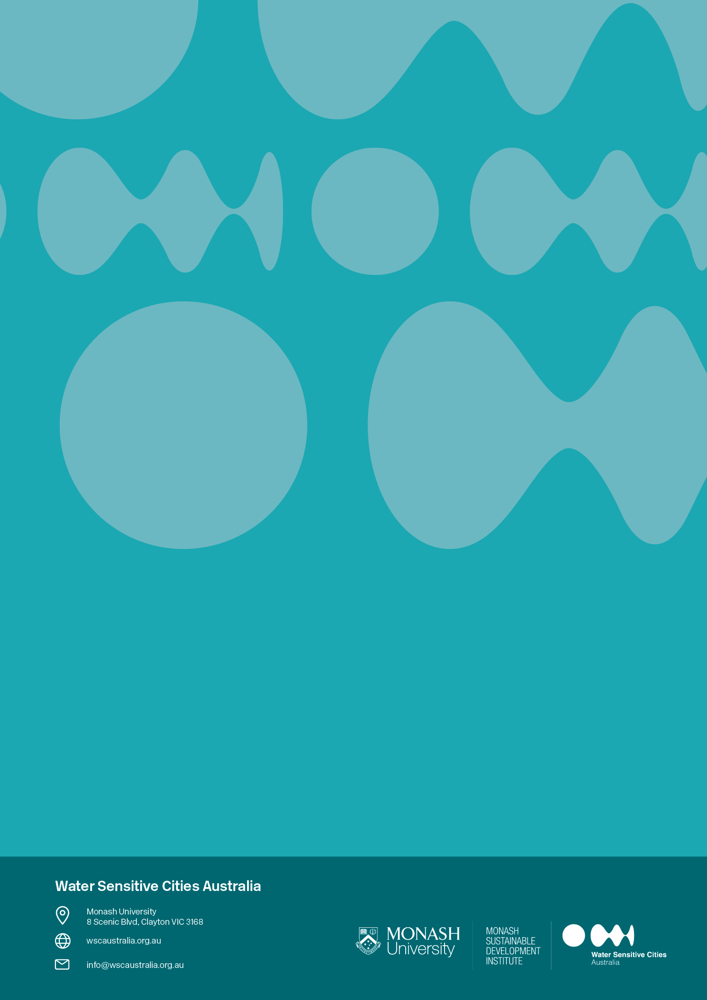 Water Sensitive Cities Australia
Monash University
8 Scenic Blvd, Clayton VIC 3168
wscaustralia.org.au
info@wscaustralia.org.au
MONASH
University
MONASH
SUSTAINABLE
DEVELOPMENT
INSTITUTE
Water Sensitive Cities
Australia